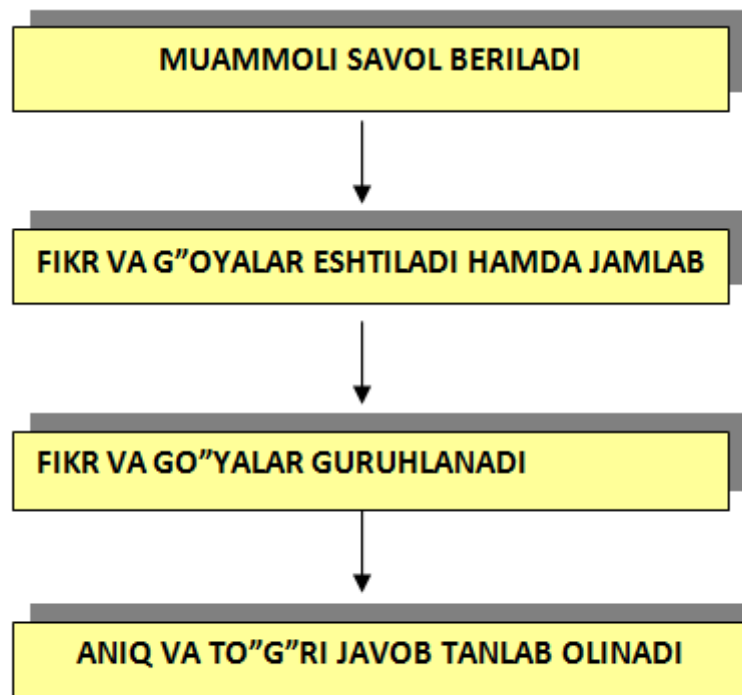 MUAMMOLI SAVOL BERILADI
FIKR VA G”OYALAR ESHTILADI HAMDA JAMLAB
FIKR VA GO”YALAR GURUHLANADI
ANIQ VA TO”G”RI JAVOB TANLAB OLINADI